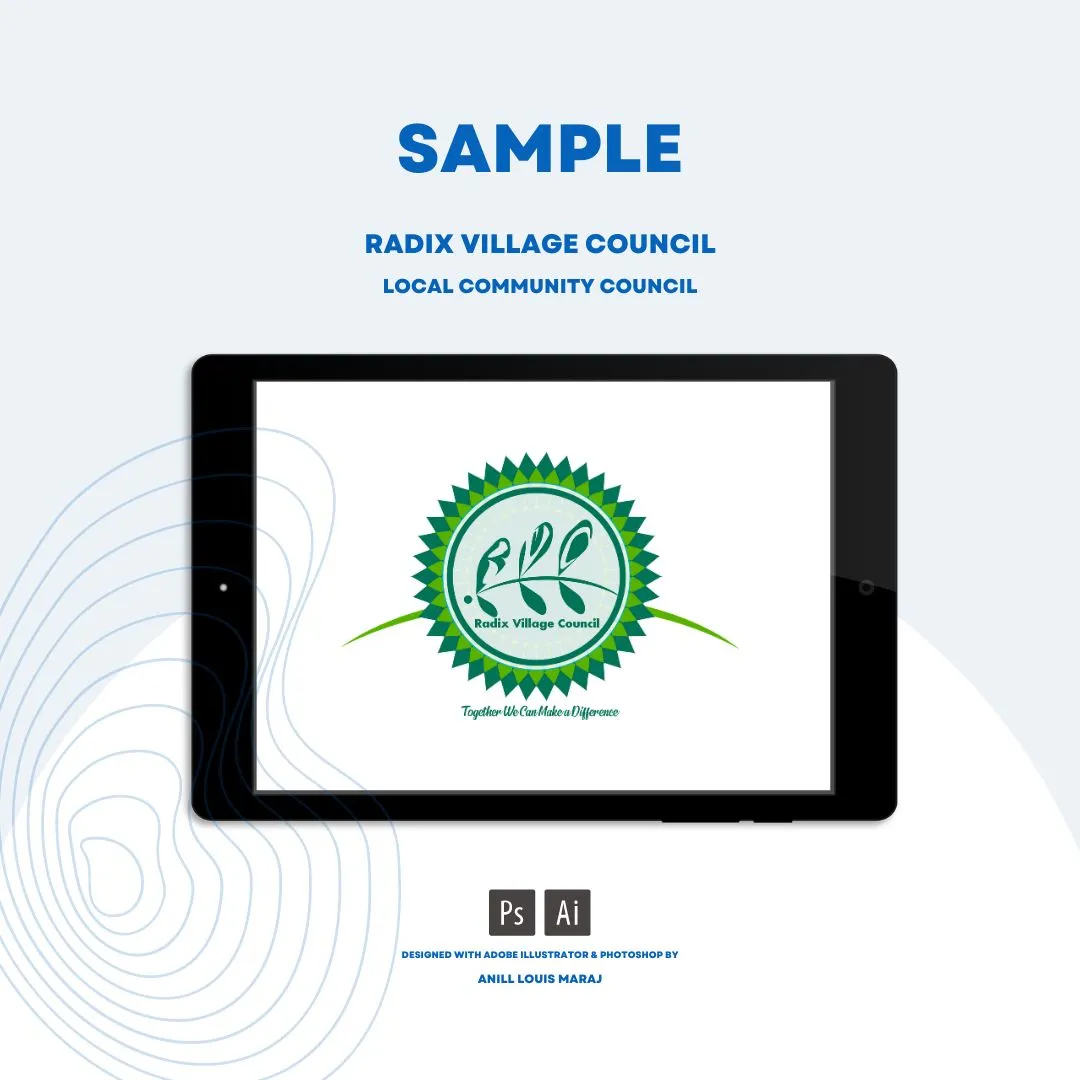 SAMPLE
RADIX VILLAGE COUNCIL
LOCAL COMMUNITY COUNCIL
Radix Village Council
Together We Can Make a Difference
Ps Ai
DESIGNED WITH ADOBE ILLUSTRATOR & PHOTOSHOP BY
ANILL LOUIS MARAJ